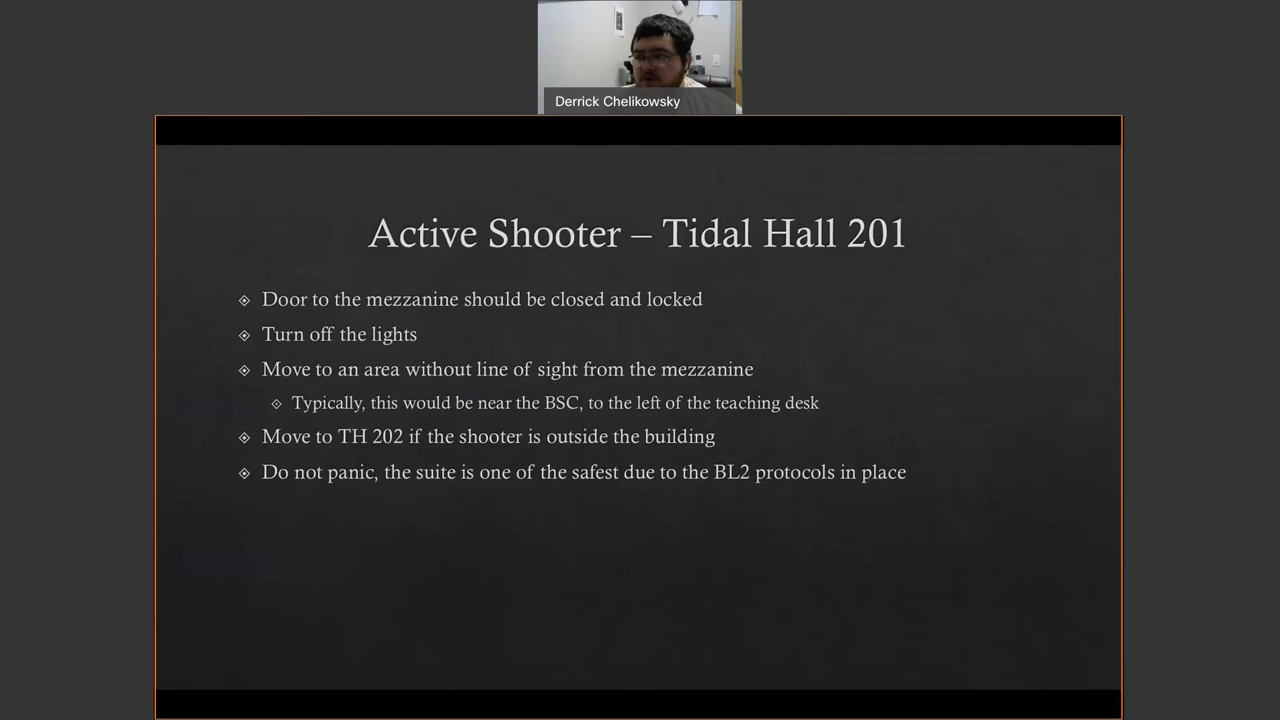 Derrick Chelikowsky
Active Shooter – Tidal Hall 201
Door to the mezzanine should be closed and locked
Turn off the lights
Move to an area without line of sight from the mezzanine
Typically, this would be near the BSC, to the left of the teaching desk
Move to TH 202 if the shooter is outside the building
Do not panic, the suite is one of the safest due to the BL2 protocols in place